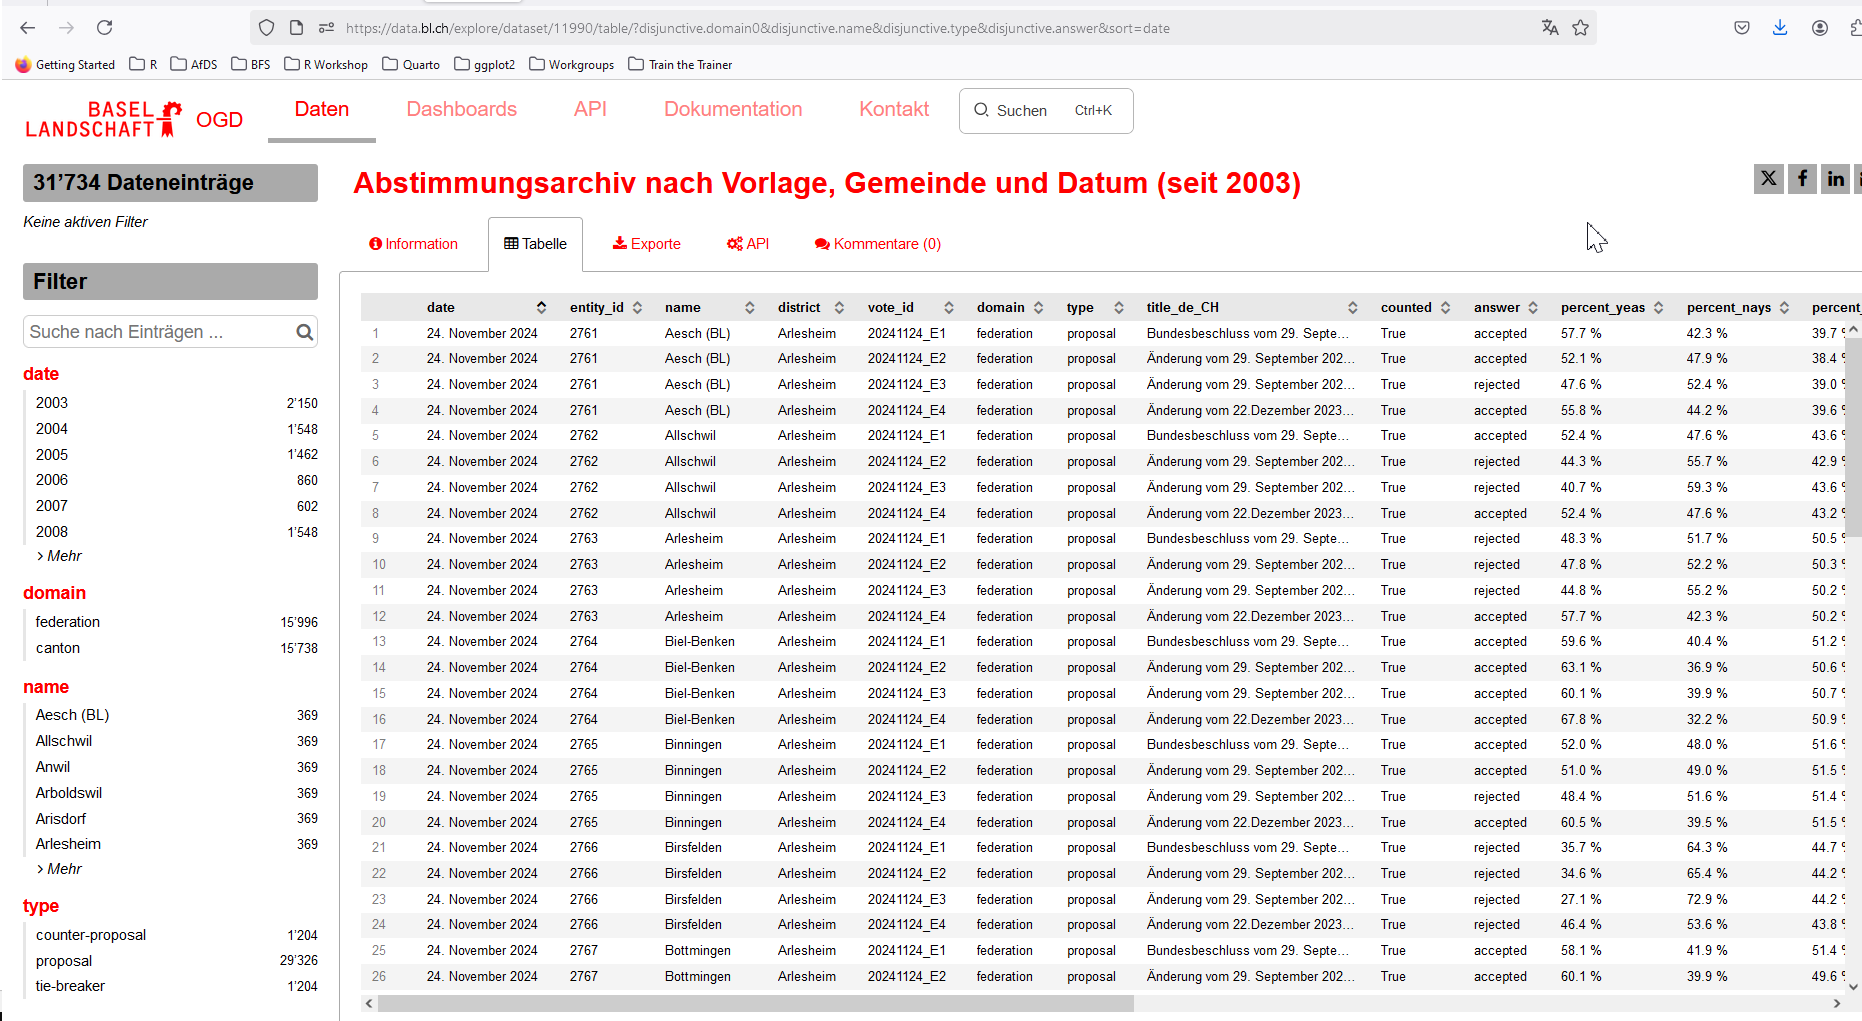 https://data.bl.ch/explore/dataset/11990/table/?disjunctive.domain0&disjunctive.name&disjunctive.type&disjunctive.answer&sort=date
Getting Started R AfDS BFS R Workshop Quarto ggplot2 Workgroups Train the Trainer
BASEL
LANDSCHAFT OGD
Daten Dashboards API Dokumentation Kontakt Suchen Ctrl+K
31’734 Dateneinträge
Keine aktiven Filter
Filter
Suche nach Einträgen ...
date
2003 2’150
2004 1’548
2005 1’462
2006 860
2007 602
2008 1’548
> Mehr
domain
federation 15’996
canton 15’738
name
Aesch (BL) 369
Allschwil 369
Anwil 369
Arboldswil 369
Arisdorf 369
Arlesheim 369
> Mehr
type
counter-proposal 1’204
proposal 29’326
tie-breaker 1’204
Abstimmungsarchiv nach Vorlage, Gemeinde und Datum (seit 2003)
Information Tabelle Exporte API Kommentare (0)
date entity_id name district vote_id domain type title_de_CH counted answer percent_yeas percent_nays percent_
1 24. November 2024 2761 Aesch (BL) Arlesheim 20241124_E1 federation proposal Bundesbeschluss vom 29. Septe... True accepted 57.7 % 42.3 % 39.7 %
2 24. November 2024 2761 Aesch (BL) Arlesheim 20241124_E2 federation proposal Änderung vom 29. September 202... True accepted 52.1 % 47.9 % 38.4 %
3 24. November 2024 2761 Aesch (BL) Arlesheim 20241124_E3 federation proposal Änderung vom 29. September 202... True rejected 47.6 % 52.4 % 39.0 %
4 24. November 2024 2761 Aesch (BL) Arlesheim 20241124_E4 federation proposal Änderung vom 22.Dezember 2023... True accepted 55.8 % 44.2 % 39.6 %
5 24. November 2024 2762 Allschwil Arlesheim 20241124_E1 federation proposal Bundesbeschluss vom 29. Septe... True accepted 52.4 % 47.6 % 43.6 %
6 24. November 2024 2762 Allschwil Arlesheim 20241124_E2 federation proposal Änderung vom 29. September 202... True rejected 44.3 % 55.7 % 42.9 %
7 24. November 2024 2762 Allschwil Arlesheim 20241124_E3 federation proposal Änderung vom 29. September 202... True rejected 40.7 % 59.3 % 43.6 %
8 24. November 2024 2762 Allschwil Arlesheim 20241124_E4 federation proposal Änderung vom 22.Dezember 2023... True accepted 52.4 % 47.6 % 43.2 %
9 24. November 2024 2763 Arlesheim Arlesheim 20241124_E1 federation proposal Bundesbeschluss vom 29. Septe... True rejected 48.3 % 51.7 % 50.5 %
10 24. November 2024 2763 Arlesheim Arlesheim 20241124_E2 federation proposal Änderung vom 29. September 202... True rejected 47.8 % 52.2 % 50.3 %
11 24. November 2024 2763 Arlesheim Arlesheim 20241124_E3 federation proposal Änderung vom 29. September 202... True rejected 44.8 % 55.2 % 50.2 %
12 24. November 2024 2763 Arlesheim Arlesheim 20241124_E4 federation proposal Änderung vom 22.Dezember 2023... True accepted 57.7 % 42.3 % 50.2 %
13 24. November 2024 2764 Biel-Benken Arlesheim 20241124_E1 federation proposal Bundesbeschluss vom 29. Septe... True accepted 59.6 % 40.4 % 51.2 %
14 24. November 2024 2764 Biel-Benken Arlesheim 20241124_E2 federation proposal Änderung vom 29. September 202... True accepted 63.1 % 36.9 % 50.6 %
15 24. November 2024 2764 Biel-Benken Arlesheim 20241124_E3 federation proposal Änderung vom 29. September 202... True accepted 60.1 % 39.9 % 50.7 %
16 24. November 2024 2764 Biel-Benken Arlesheim 20241124_E4 federation proposal Änderung vom 22.Dezember 2023... True accepted 67.8 % 32.2 % 50.9 %
17 24. November 2024 2765 Binningen Arlesheim 20241124_E1 federation proposal Bundesbeschluss vom 29. Septe... True accepted 52.0 % 48.0 % 51.6 %
18 24. November 2024 2765 Binningen Arlesheim 20241124_E2 federation proposal Änderung vom 29. September 202... True accepted 51.0 % 49.0 % 51.5 %
19 24. November 2024 2765 Binningen Arlesheim 20241124_E3 federation proposal Änderung vom 29. September 202... True rejected 48.4 % 51.6 % 51.4 %
20 24. November 2024 2765 Binningen Arlesheim 20241124_E4 federation proposal Änderung vom 22.Dezember 2023... True accepted 60.5 % 39.5 % 51.5 %
21 24. November 2024 2766 Birsfelden Arlesheim 20241124_E1 federation proposal Bundesbeschluss vom 29. Septe... True rejected 35.7 % 64.3 % 44.7 %
22 24. November 2024 2766 Birsfelden Arlesheim 20241124_E2 federation proposal Änderung vom 29. September 202... True rejected 34.6 % 65.4 % 44.2 %
23 24. November 2024 2766 Birsfelden Arlesheim 20241124_E3 federation proposal Änderung vom 29. September 202... True rejected 27.1 % 72.9 % 44.2 %
24 24. November 2024 2766 Birsfelden Arlesheim 20241124_E4 federation proposal Änderung vom 22.Dezember 2023... True rejected 46.4 % 53.6 % 43.8 %
25 24. November 2024 2767 Bottmingen Arlesheim 20241124_E1 federation proposal Bundesbeschluss vom 29. Septe... True accepted 58.1 % 41.9 % 51.4 %
26 24. November 2024 2767 Bottmingen Arlesheim 20241124_E2 federation proposal Änderung vom 29. September 202... True accepted 60.1 % 39.9 % 49.6 %